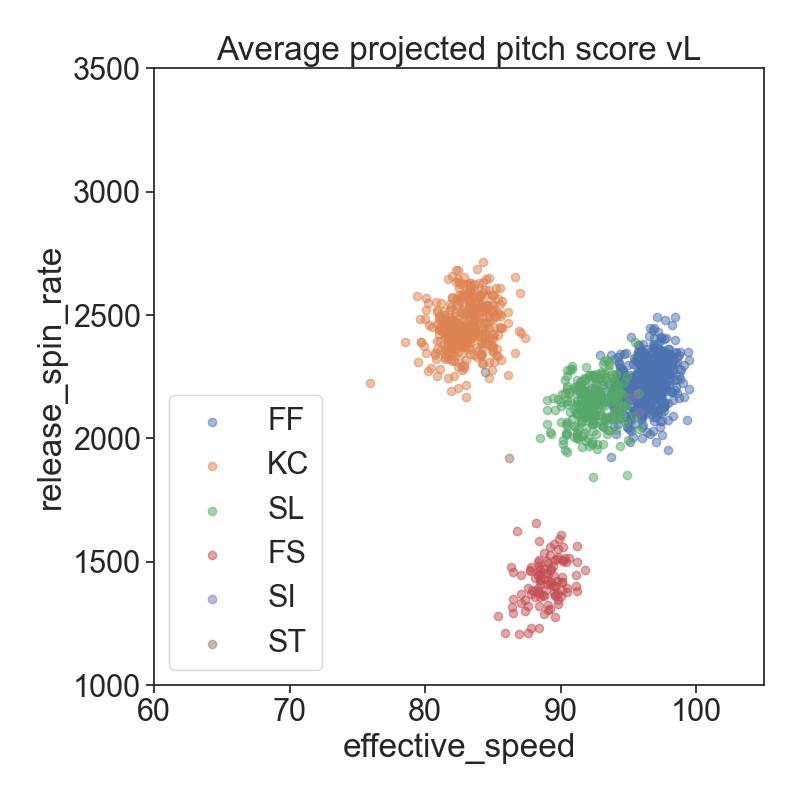 Average projected pitch score vL
release_spin_rate
3500
3000
2500
2000
1500
1000
FF
KC
SL
FS
SI
ST
60
70
80
90
100
effective_speed